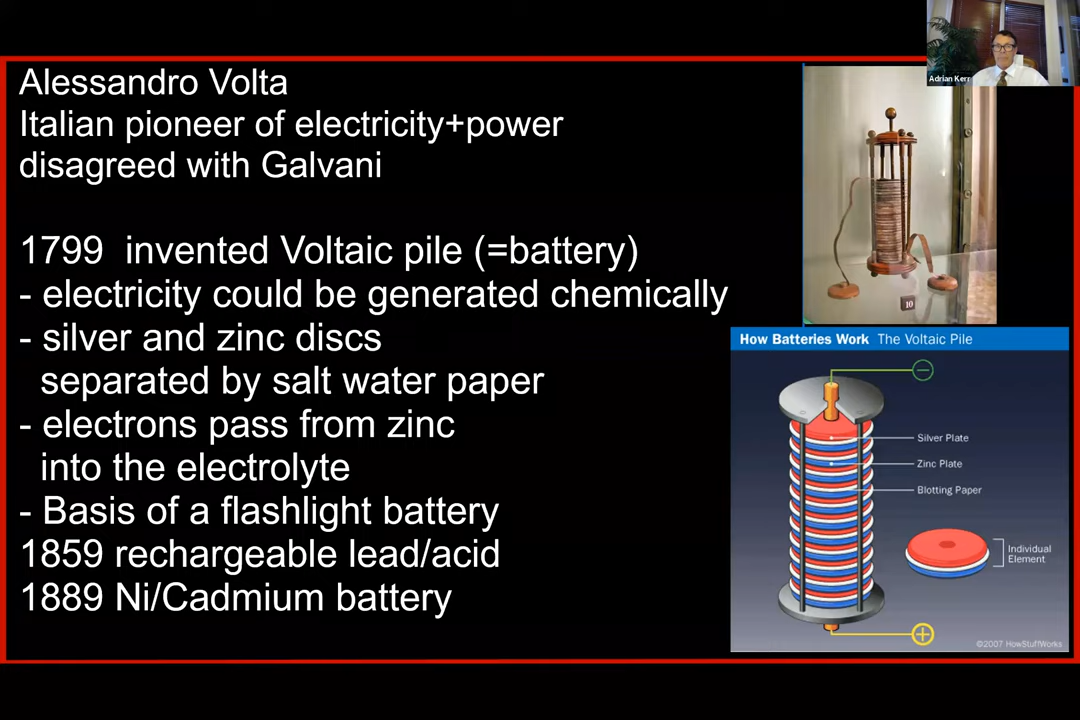 Alessandro Volta
Italian pioneer of electricity+power
disagreed with Galvani
1799 invented Voltaic pile (=battery)
- electricity could be generated chemically
- silver and zinc discs
separated by salt water paper
- electrons pass from zinc
into the electrolyte
- Basis of a flashlight battery
1859 rechargeable lead/acid
1889 Ni/Cadmium battery
Adrian Kerr
10
How Batteries Work The Voltaic Pile
Silver Plate
Zinc Plate
Blotting Paper
Individual
Element
©2007 HowStuffWorks